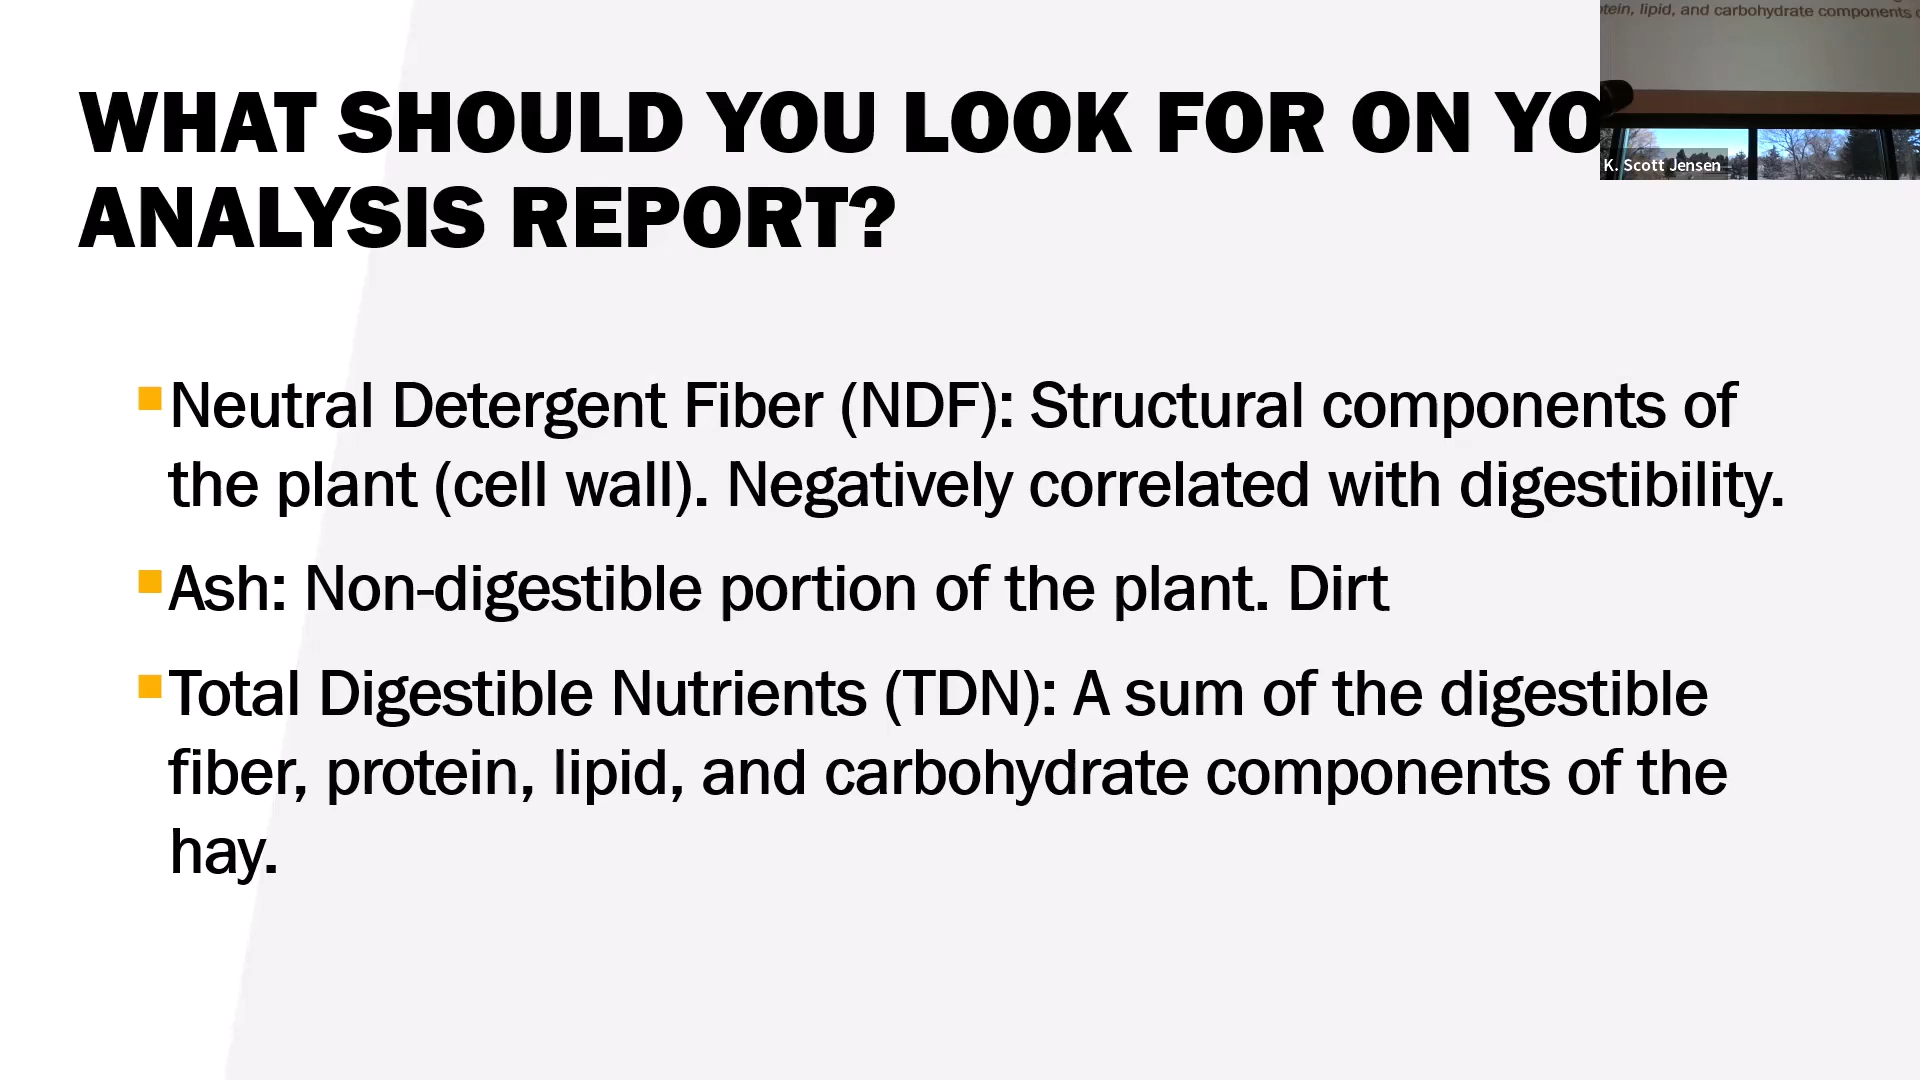 WHAT SHOULD YOU LOOK FOR ON YO
ANALYSIS REPORT?
Neutral Detergent Fiber (NDF): Structural components of
the plant (cell wall). Negatively correlated with digestibility.
Ash: Non-digestible portion of the plant. Dirt
Total Digestible Nutrients (TDN): A sum of the digestible
fiber, protein, lipid, and carbohydrate components of the
hay.
tein, lipid, and carbohydrate components
K. Scott Jensen